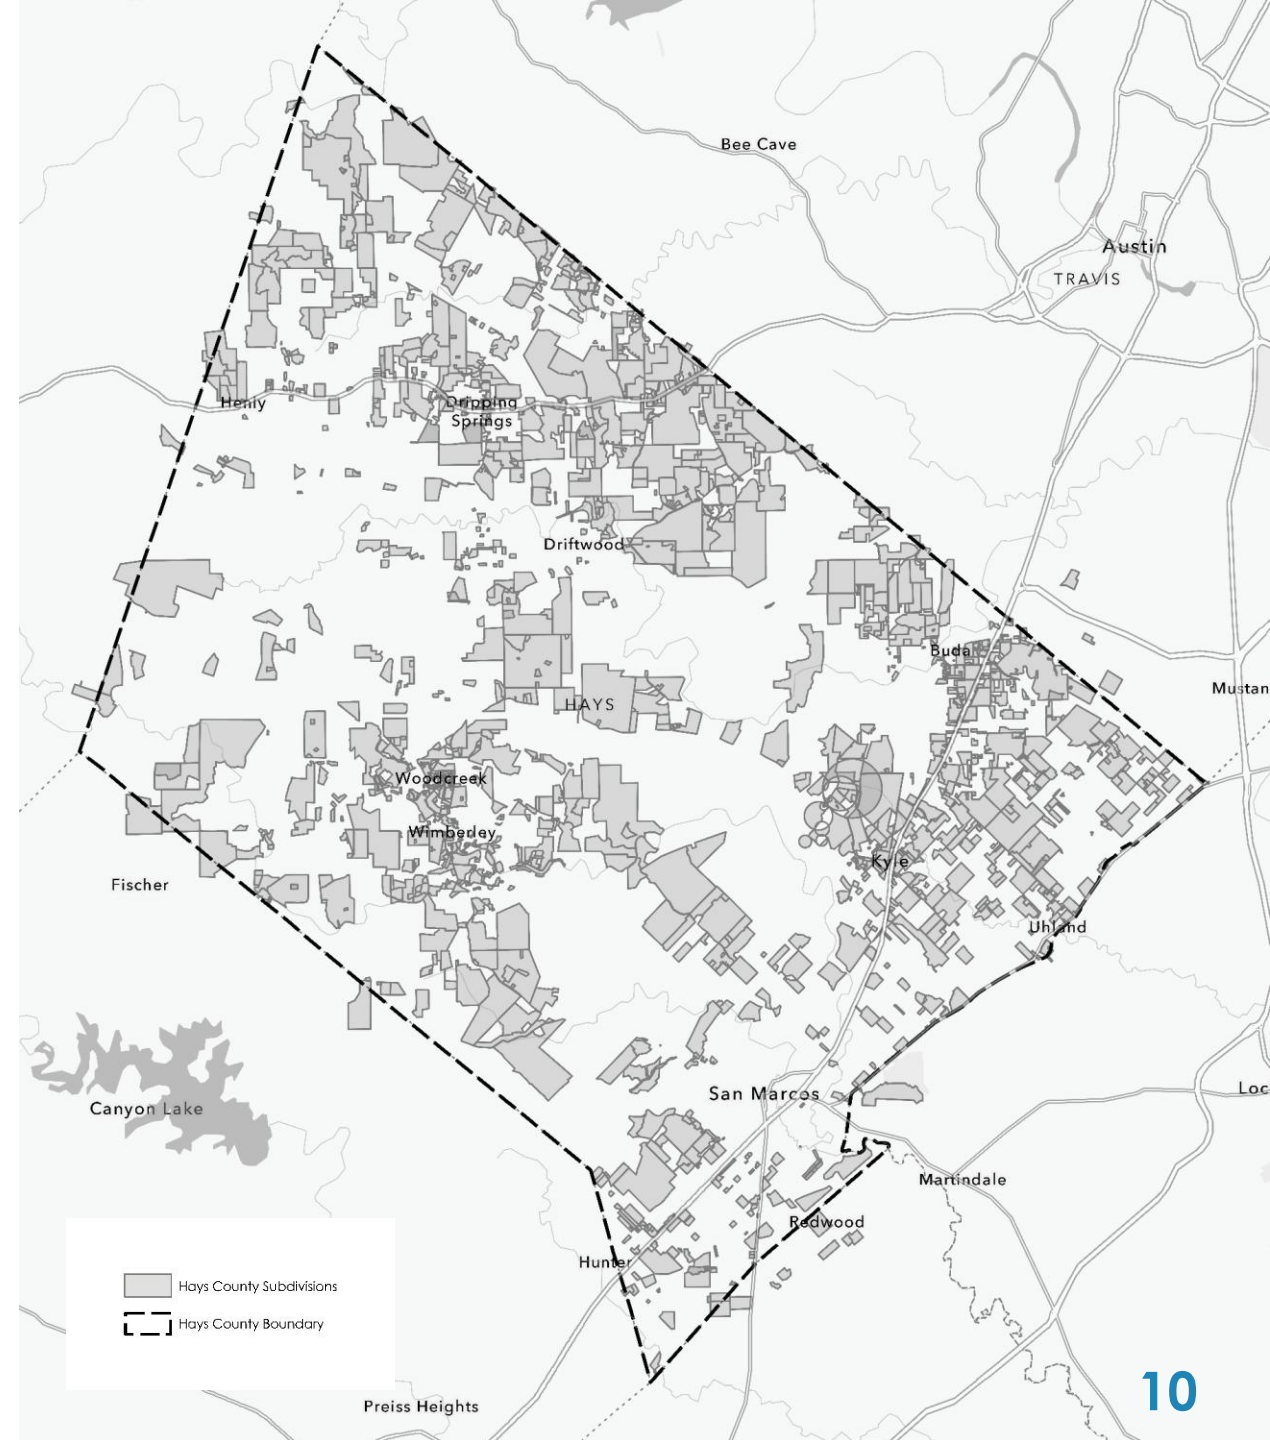 Bee Cave
Austin
TRAVIS
Henly
Dripping
Springs
Driftwood
Buda
Mustan
HAYS
Woodcreek
Wimberley
Kyle
Fischer
Uhland
Loc
San Marcos
Canyon Lake
Martindale
Redwood
Hunter
Hays County Subdivisions
Hays County Boundary
Preiss Heights
10